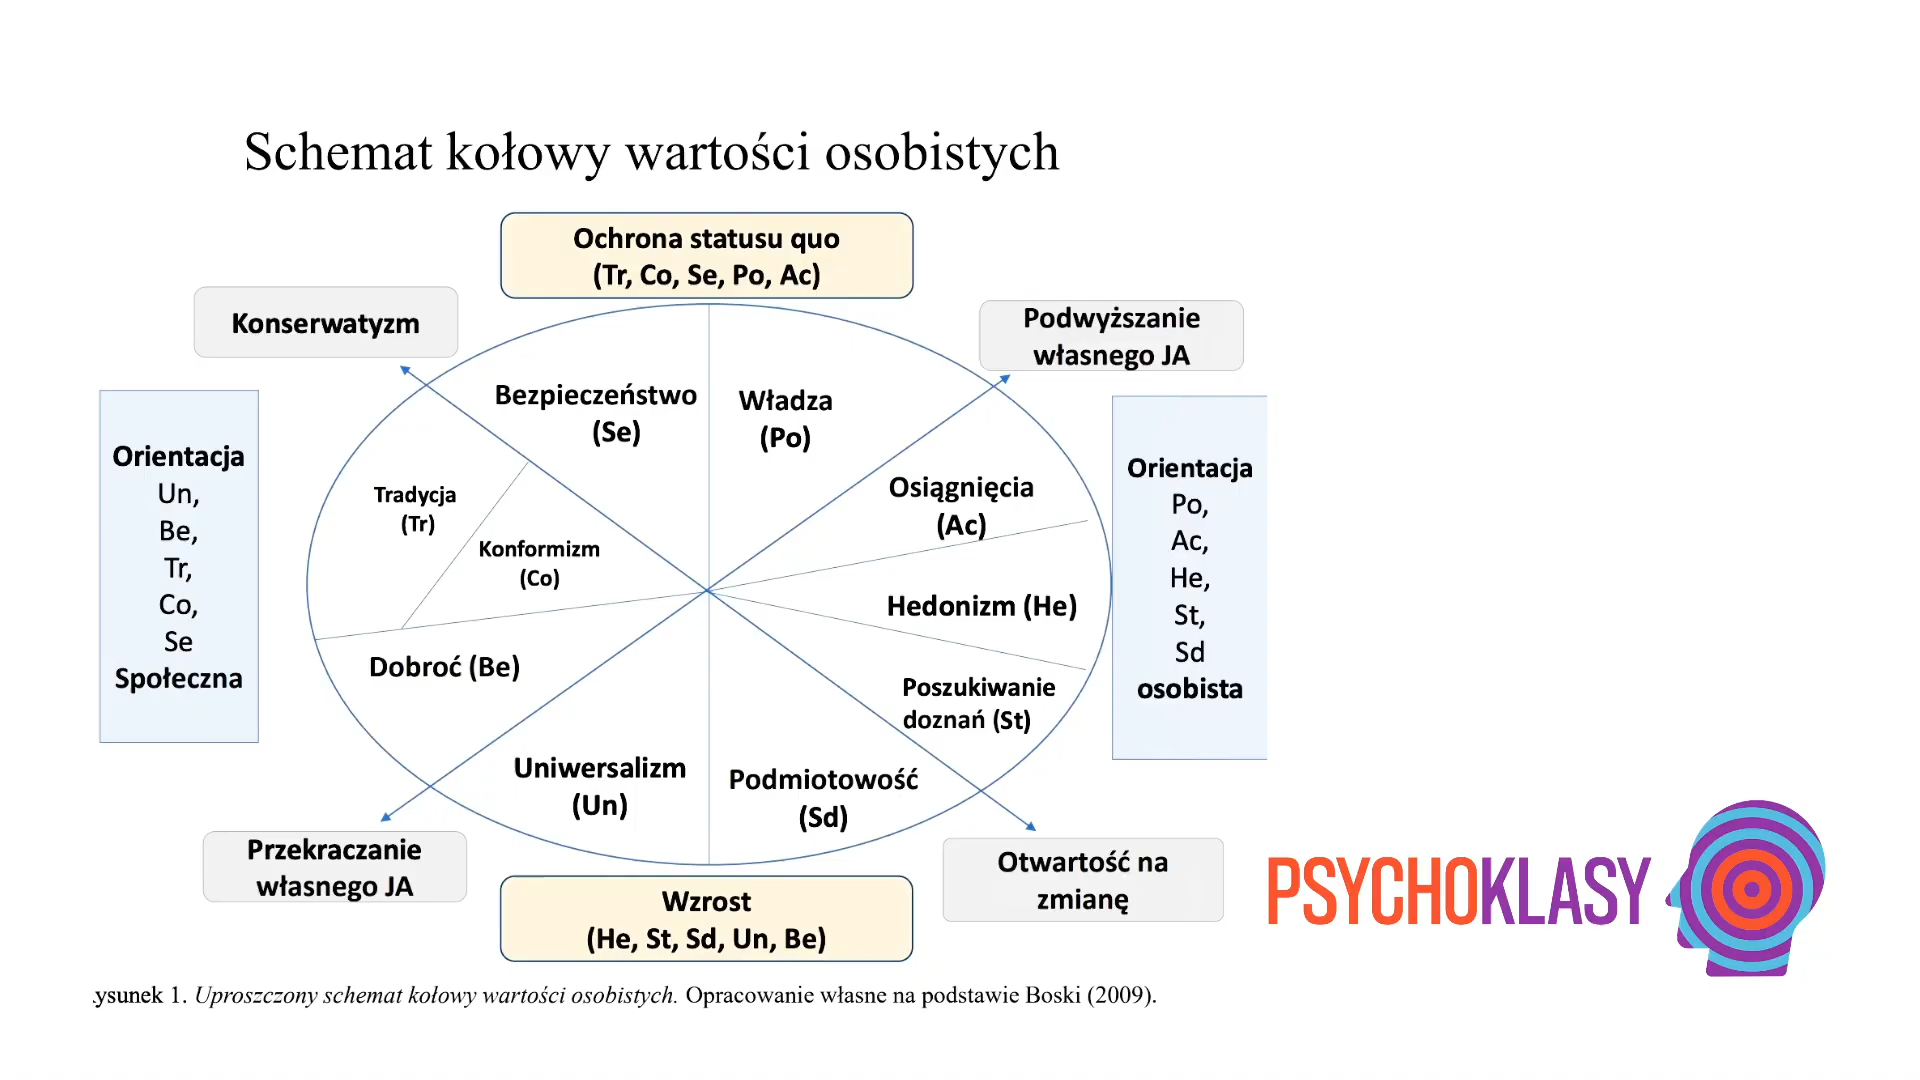 Schemat kołowy wartości osobistych
Ochrona statusu quo
(Tr, Co, Se, Po, Ac)
Konserwatyzm
Podwyższanie
własnego JA
Bezpieczeństwo
(Se)
Władza
(Po)
Orientacja
Un,
Be,
Tr,
Co,
Se
Społeczna
Tradycja
(Tr)
Konformizm
(Co)
Osiągnięcia
(Ac)
Hedonizm (He)
Orientacja
Po,
Ac,
He,
St,
Sd
osobista
Dobroć (Be)
Poszukiwanie
doznań (St)
Uniwersalizm
(Un)
Podmiotowość
(Sd)
Przekraczanie
własnego JA
Otwartość na
zmianę
Wzrost
(He, St, Sd, Un, Be)
PSYCHOKLASY
ysunek 1. Uproszczony schemat kołowy wartości osobistych. Opracowanie własne na podstawie Boski (2009).